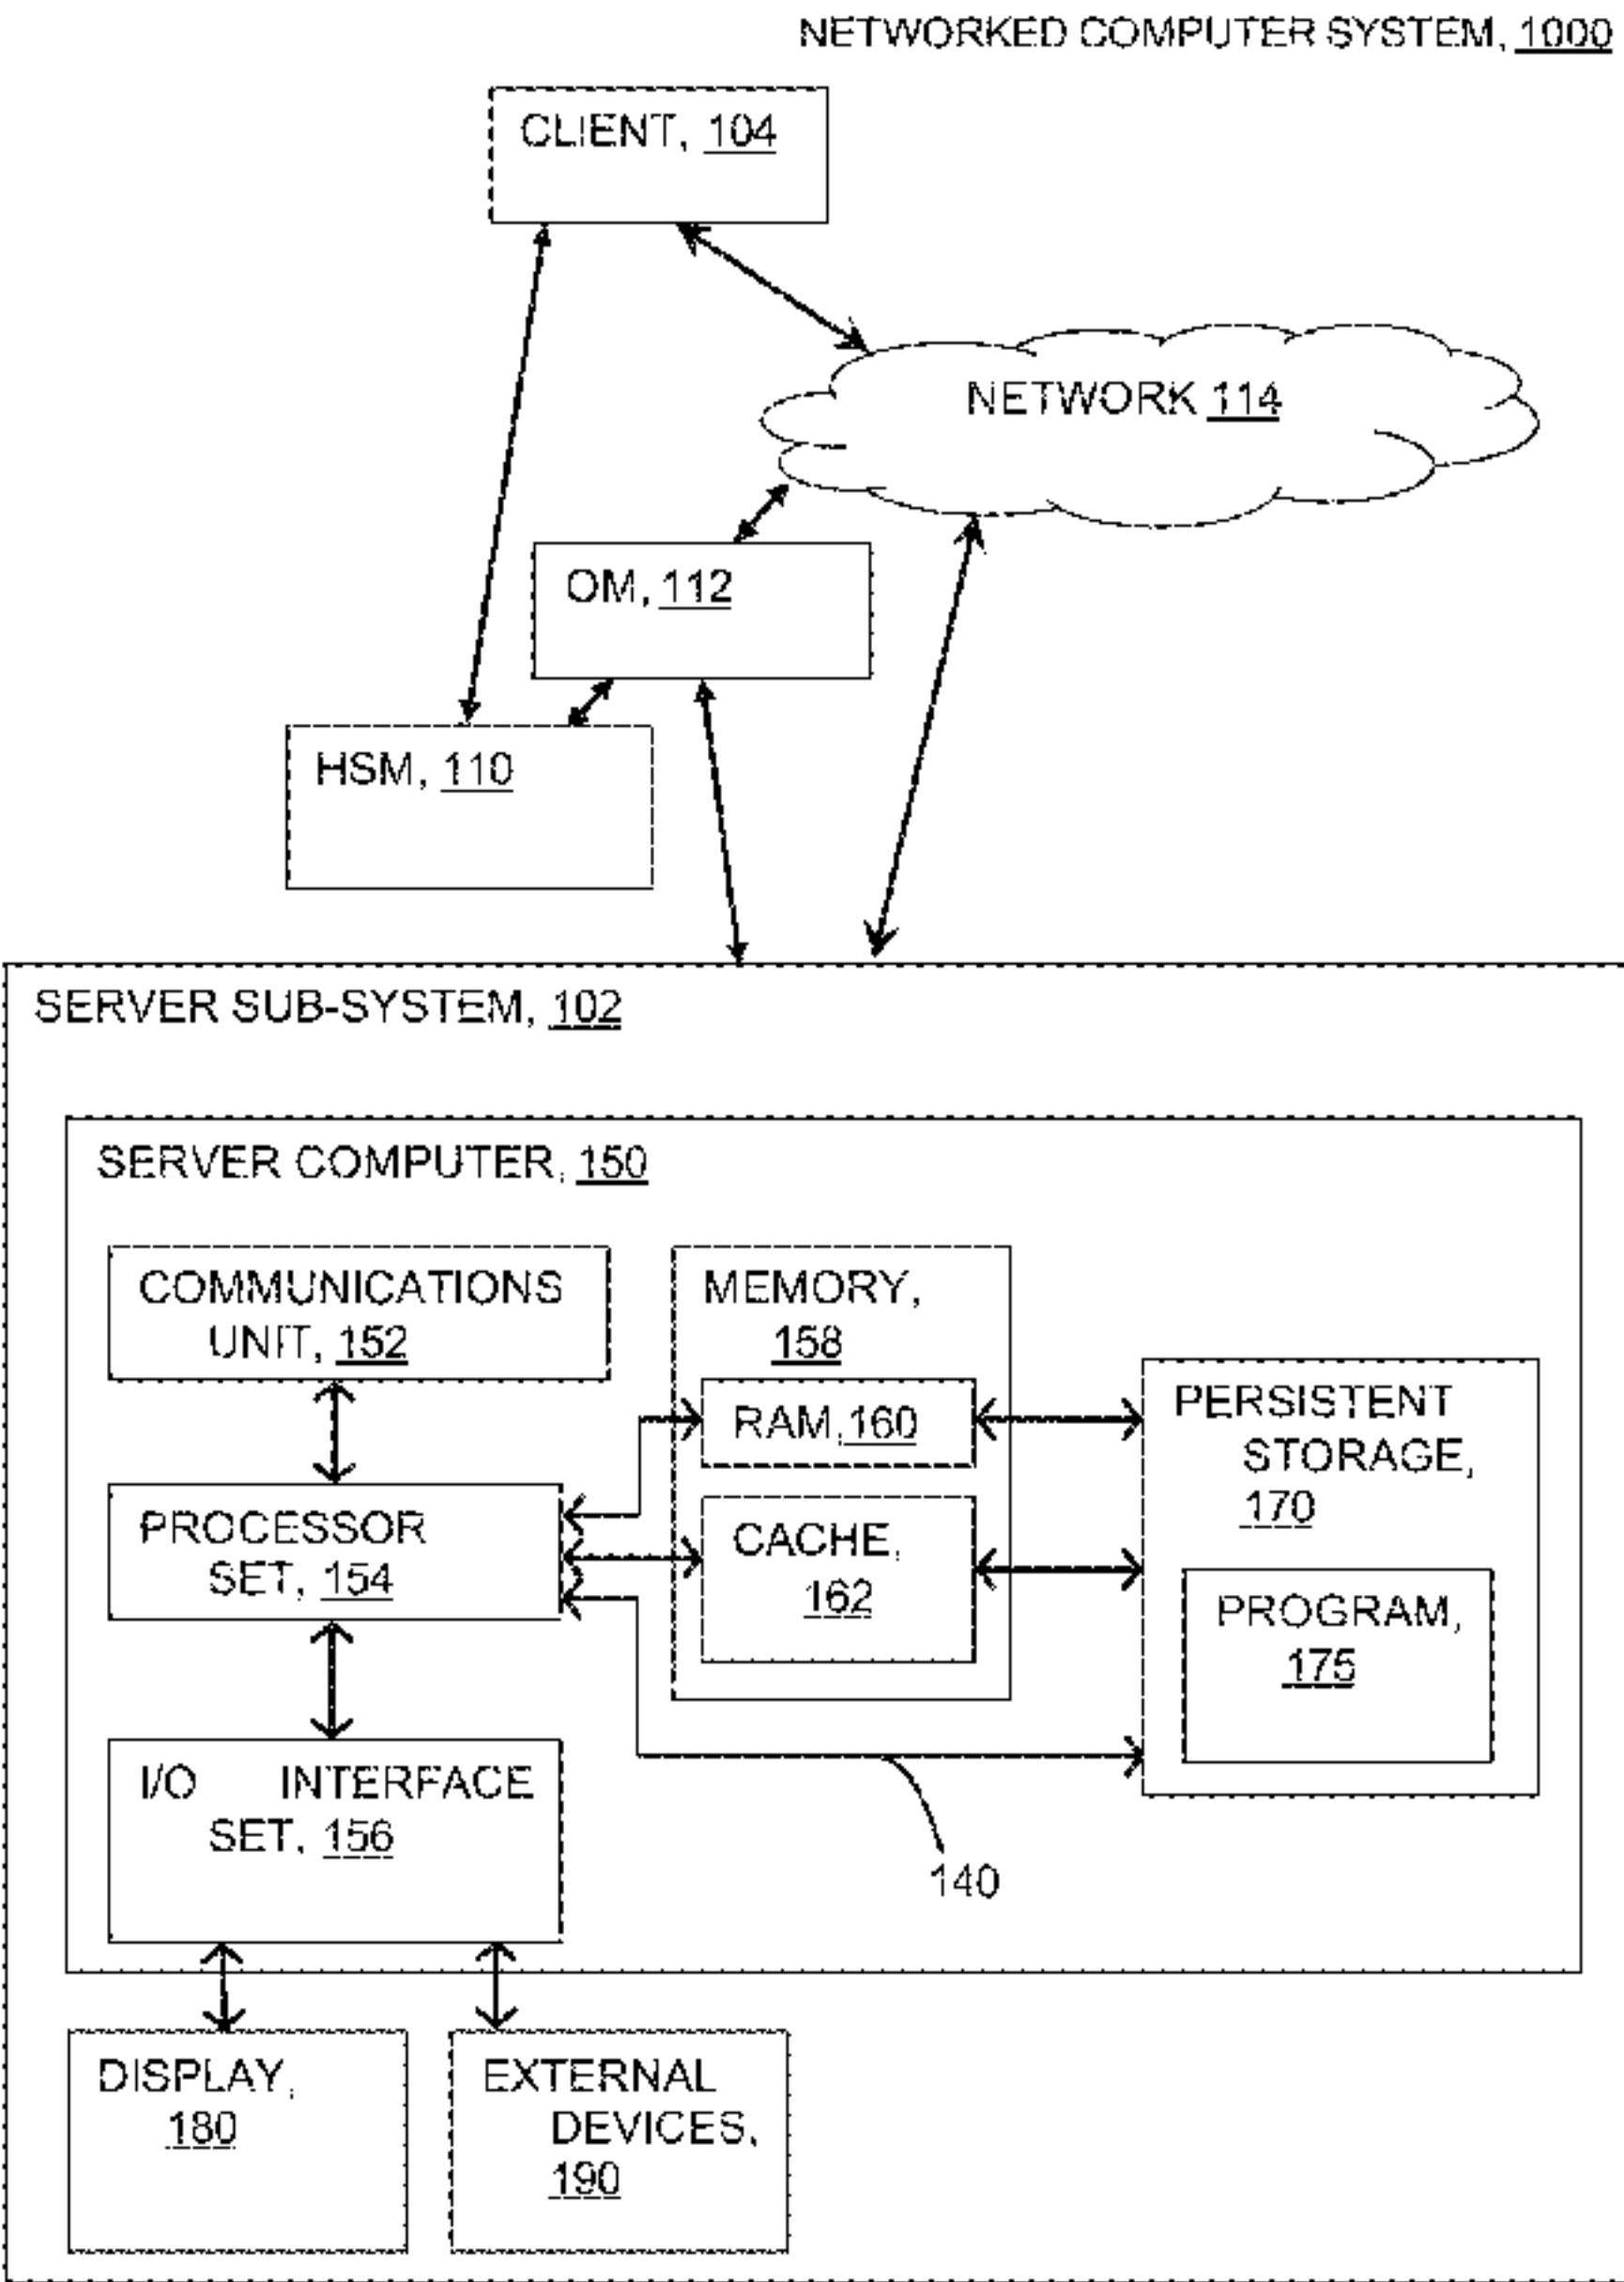 NETWORKED COMPUTER SYSTEM, 1000
CLIENT, 104
NETWORK 114
OM, 112
HSM, 110
SERVER SUB-SYSTEM, 102
SERVER COMPUTER, 150
COMMUNICATIONS
UNIT, 152
MEMORY,
158
RAM, 160
PERSISTENT
STORAGE,
170
PROCESSOR
SET, 154
CACHE,
162
PROGRAM,
175
I/O INTERFACE
SET, 156
140
DISPLAY,
180
EXTERNAL
DEVICES,
190